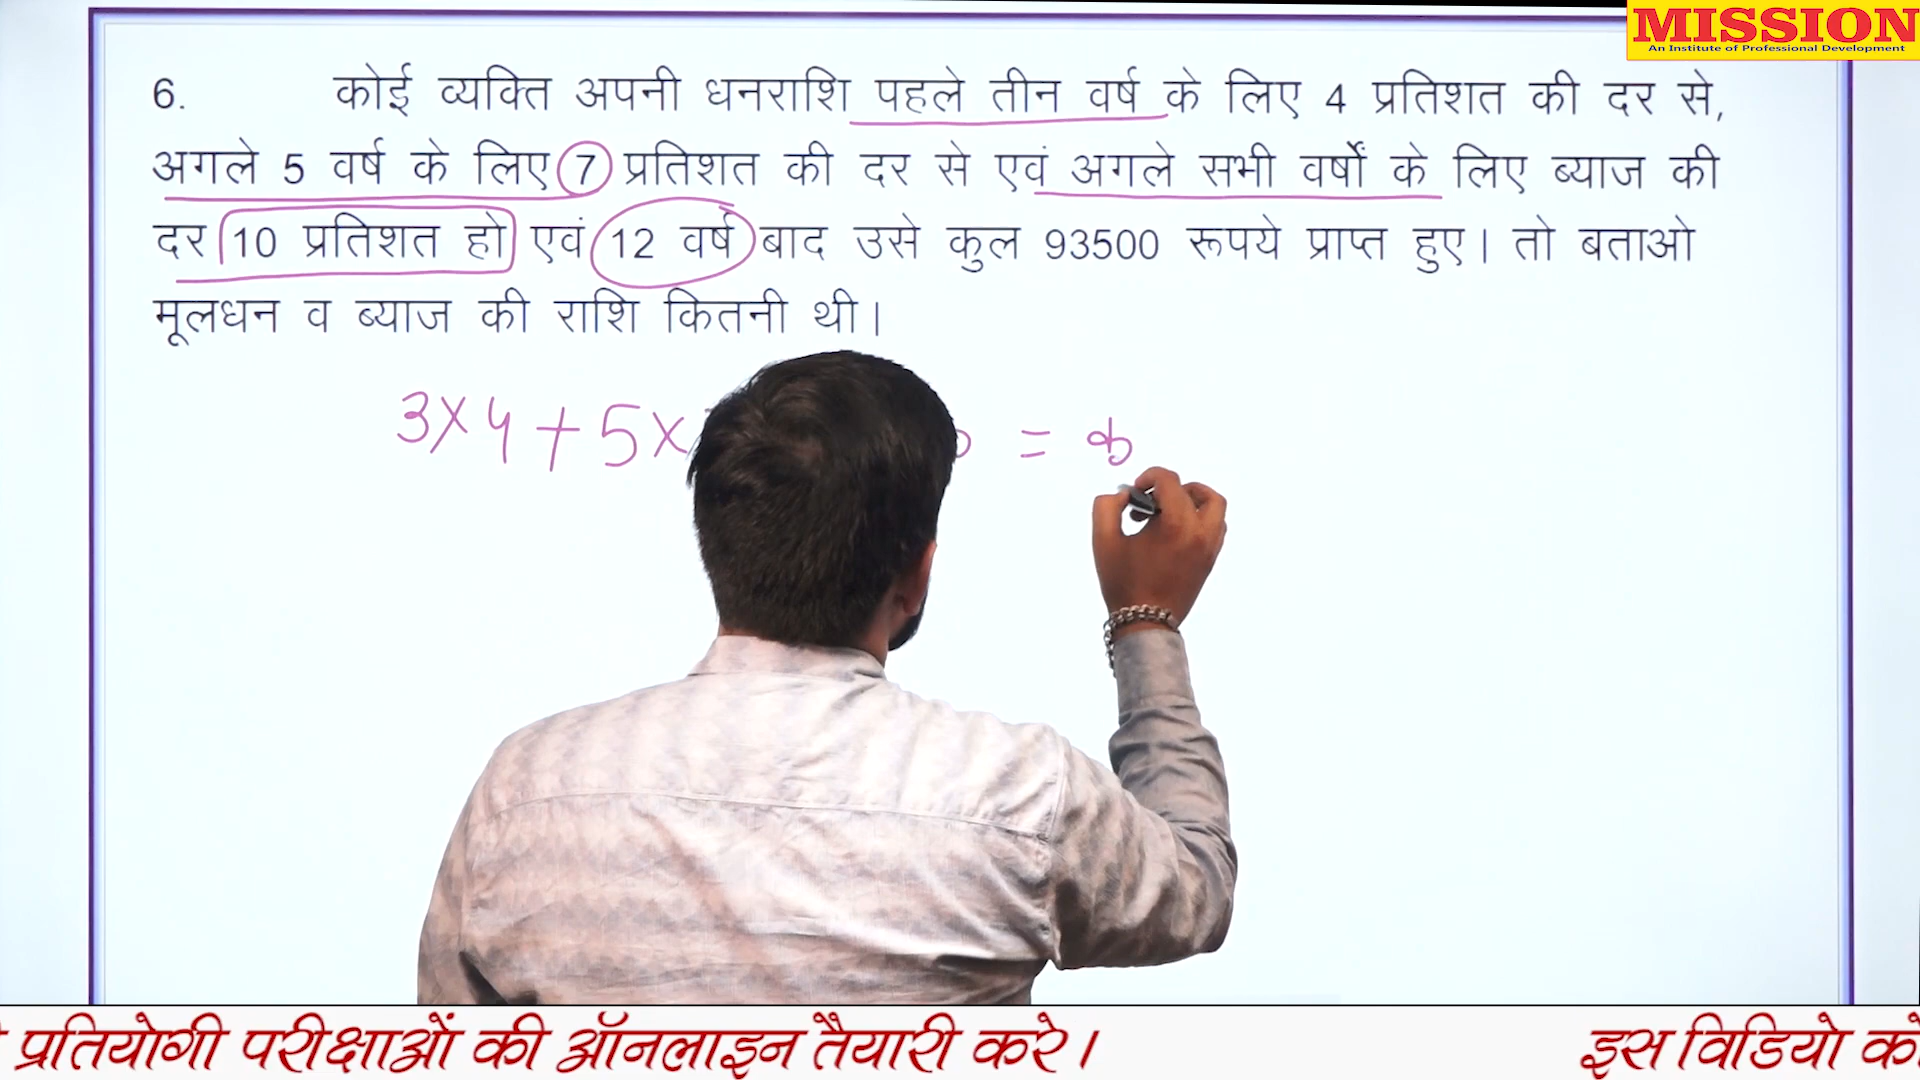 MISSION
An Institute of Professional Development
6. कोई व्यक्ति अपनी धनराशि पहले तीन वर्ष के लिए 4 प्रतिशत की दर से,
अगले 5 वर्ष के लिए 7 प्रतिशत की दर से एवं अगले सभी वर्षों के लिए ब्याज की
दर 10 प्रतिशत हो एवं 12 वर्ष बाद उसे कुल 93500 रूपये प्राप्त हुए। तो बताओ
मूलधन व ब्याज की राशि कितनी थी।
3×4+5× =
प्रतियोगी परीक्षाओं की ऑनलाइन तैयारी करे। इस विडियो को